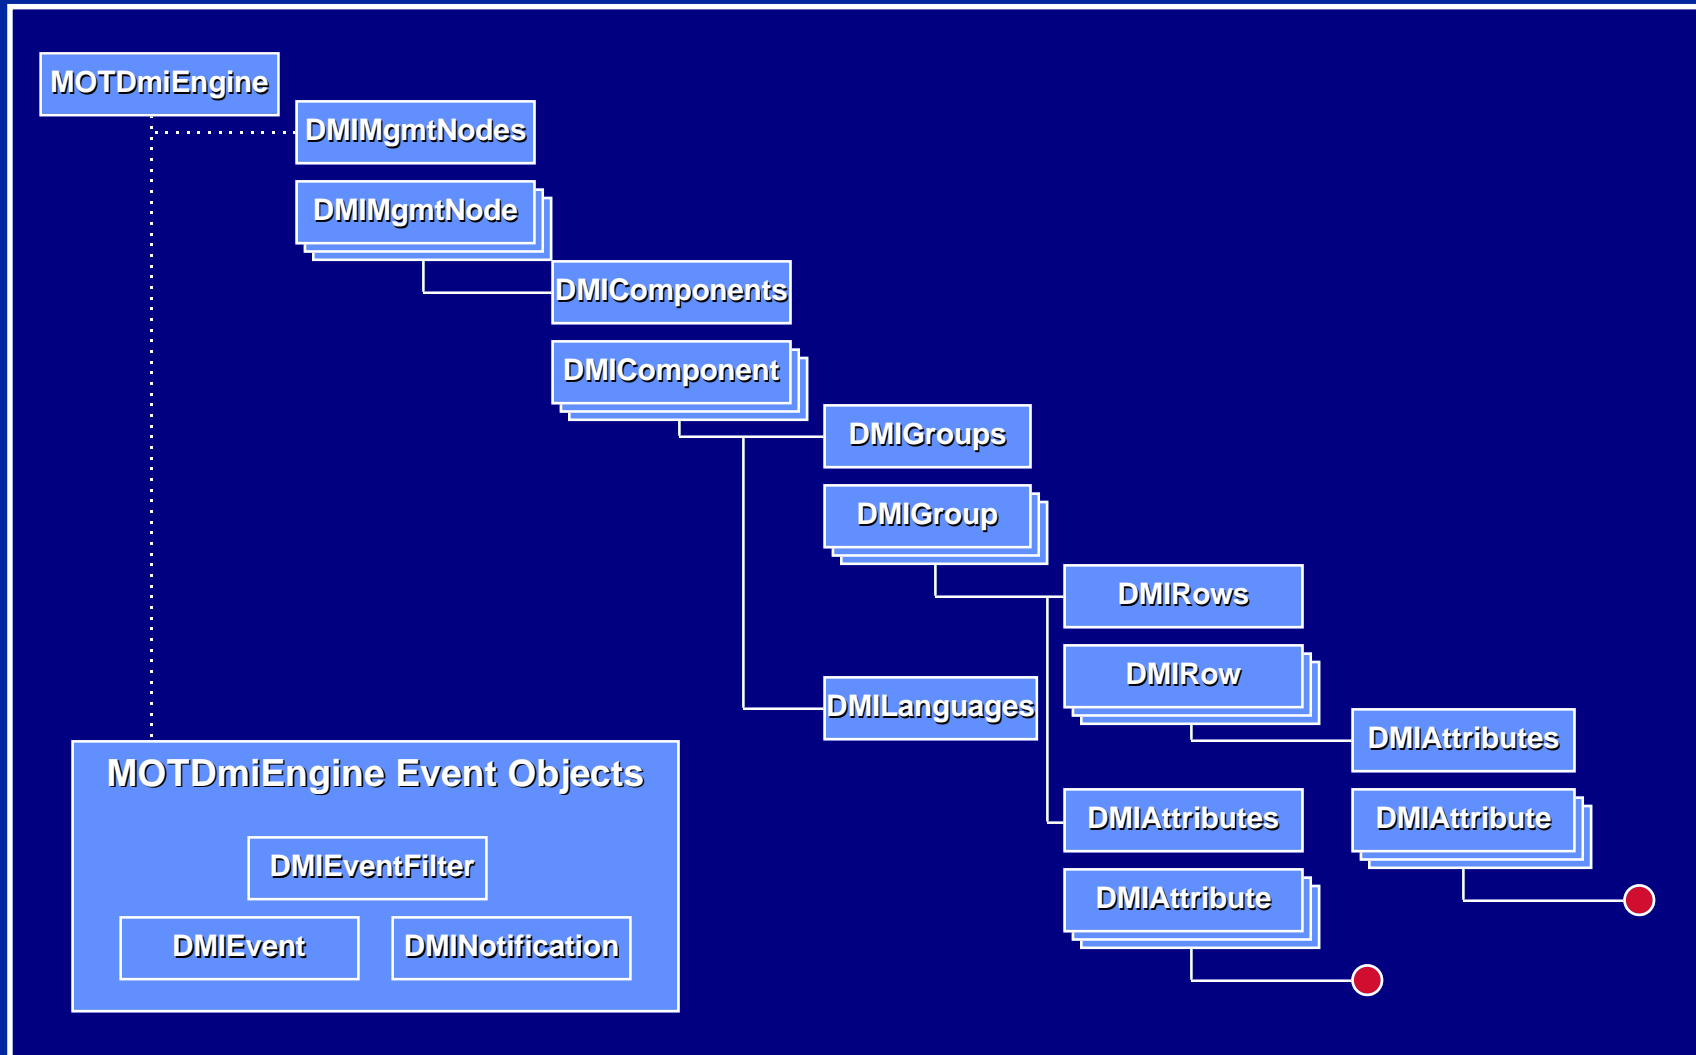 MOTDmiEngine
DMIMgmtNodes
DMIMgmtNode
DMIComponents
DMIComponent
DMIGroups
DMIGroup
DMIRows
DMIRow
DMILanguages
DMIAttributes
DMIAttributes
DMIAttribute
DMIAttribute
MOTDmiEngine Event Objects
DMIEventFilter
DMIEvent
DMINotification